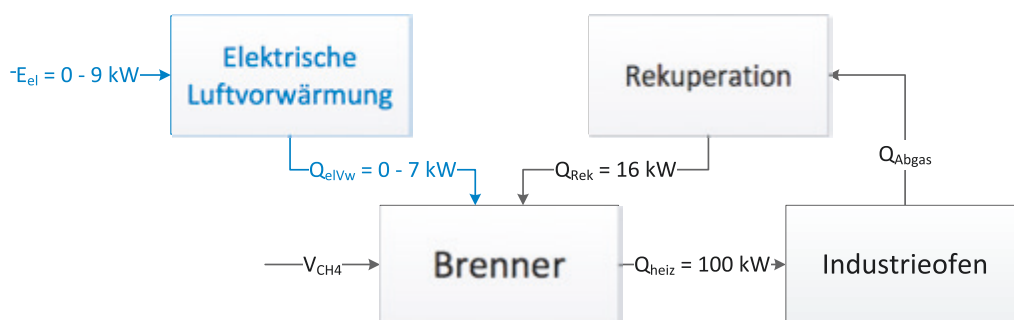 Elektrische
Luftvorwärmung
Rekuperation
-Eel = 0 - 9 kW
QAbgas
QelVw = 0 - 7 kW
QRek = 16 kW
VCH4
Brenner
Qheiz = 100 kW
Industrieofen